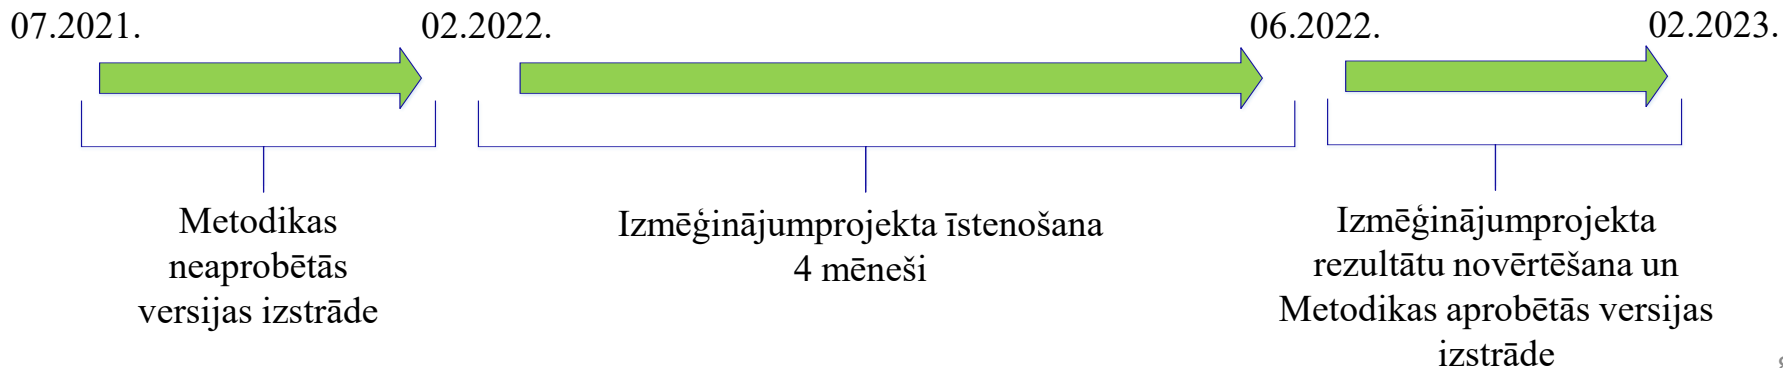 07.2021.
02.2022.
06.2022.
02.2023.
Metodikas
neaprobētās
versijas izstrāde
Izmēģinājumprojekta īstenošana
4 mēneši
Izmēģinājumprojekta
rezultātu novērtēšana un
Metodikas aprobētās versijas
izstrāde